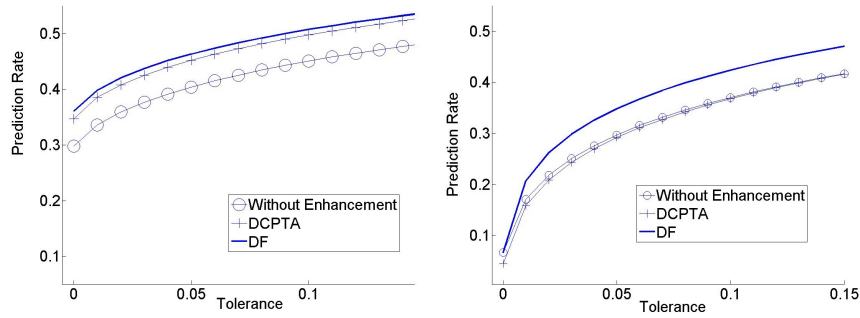 Prediction Rate
0.5
0.4
0.3
0.2
0.1
0
0.05
0.1
Tolerance
Without Enhancement
DCPTA
DF
Prediction Rate
0.5
0.4
0.3
0.2
0.1
0
0.05
0.1
0.15
Tolerance
Without Enhancement
DCPTA
DF